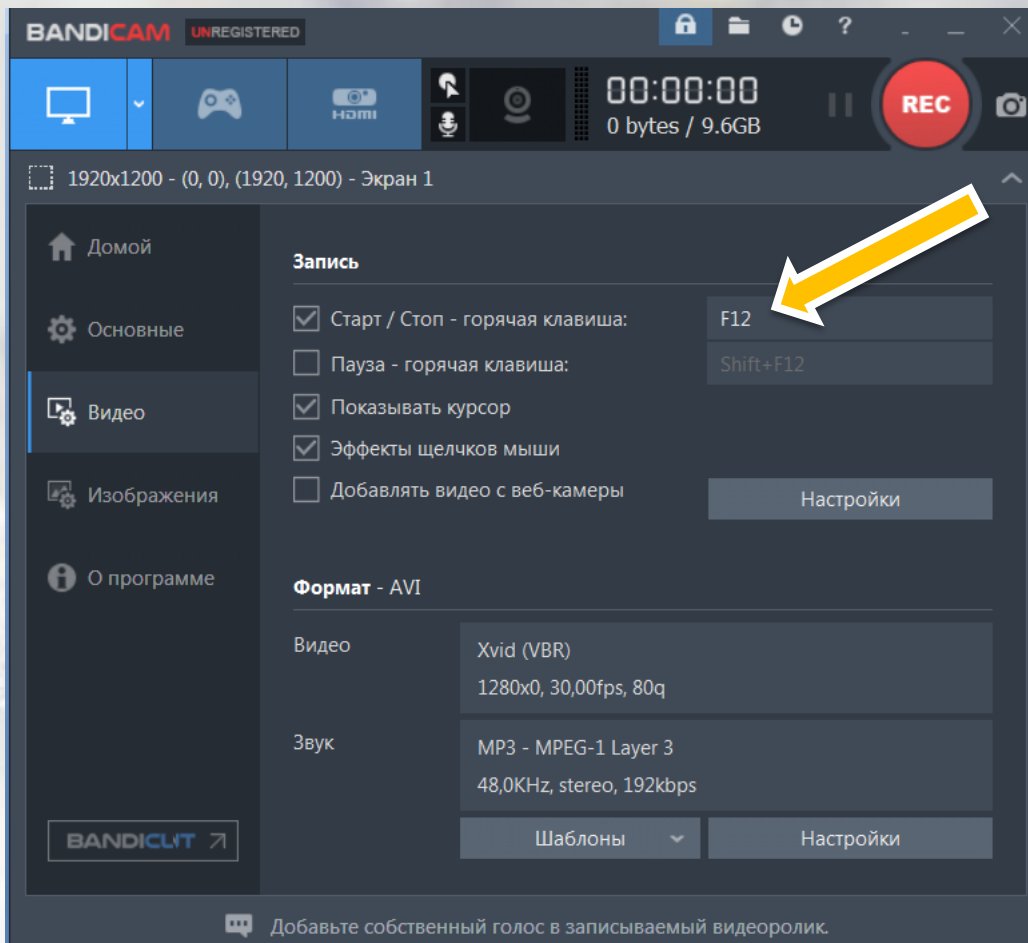 BANDICAM UNREGISTERED
?
HDMI
00:00:00
0 bytes / 9.6GB
REC
1920x1200 - (0, 0), (1920, 1200) - Экран 1
Домой
Основные
Видео
Изображения
О программе
BANDICUT
Запись
Старт / Стоп - горячая клавиша: F12
Пауза - горячая клавиша: Shift+F12
Показывать курсор
Эффекты щелчков мыши
Добавлять видео с веб-камеры Настройки
Формат - AVI
Видео
Xvid (VBR)
1280x0, 30,00fps, 80q
Звук
MP3 - MPEG-1 Layer 3
48,0KHz, stereo, 192kbps
Шаблоны Настройки
Добавьте собственный голос в записываемый видеоролик.